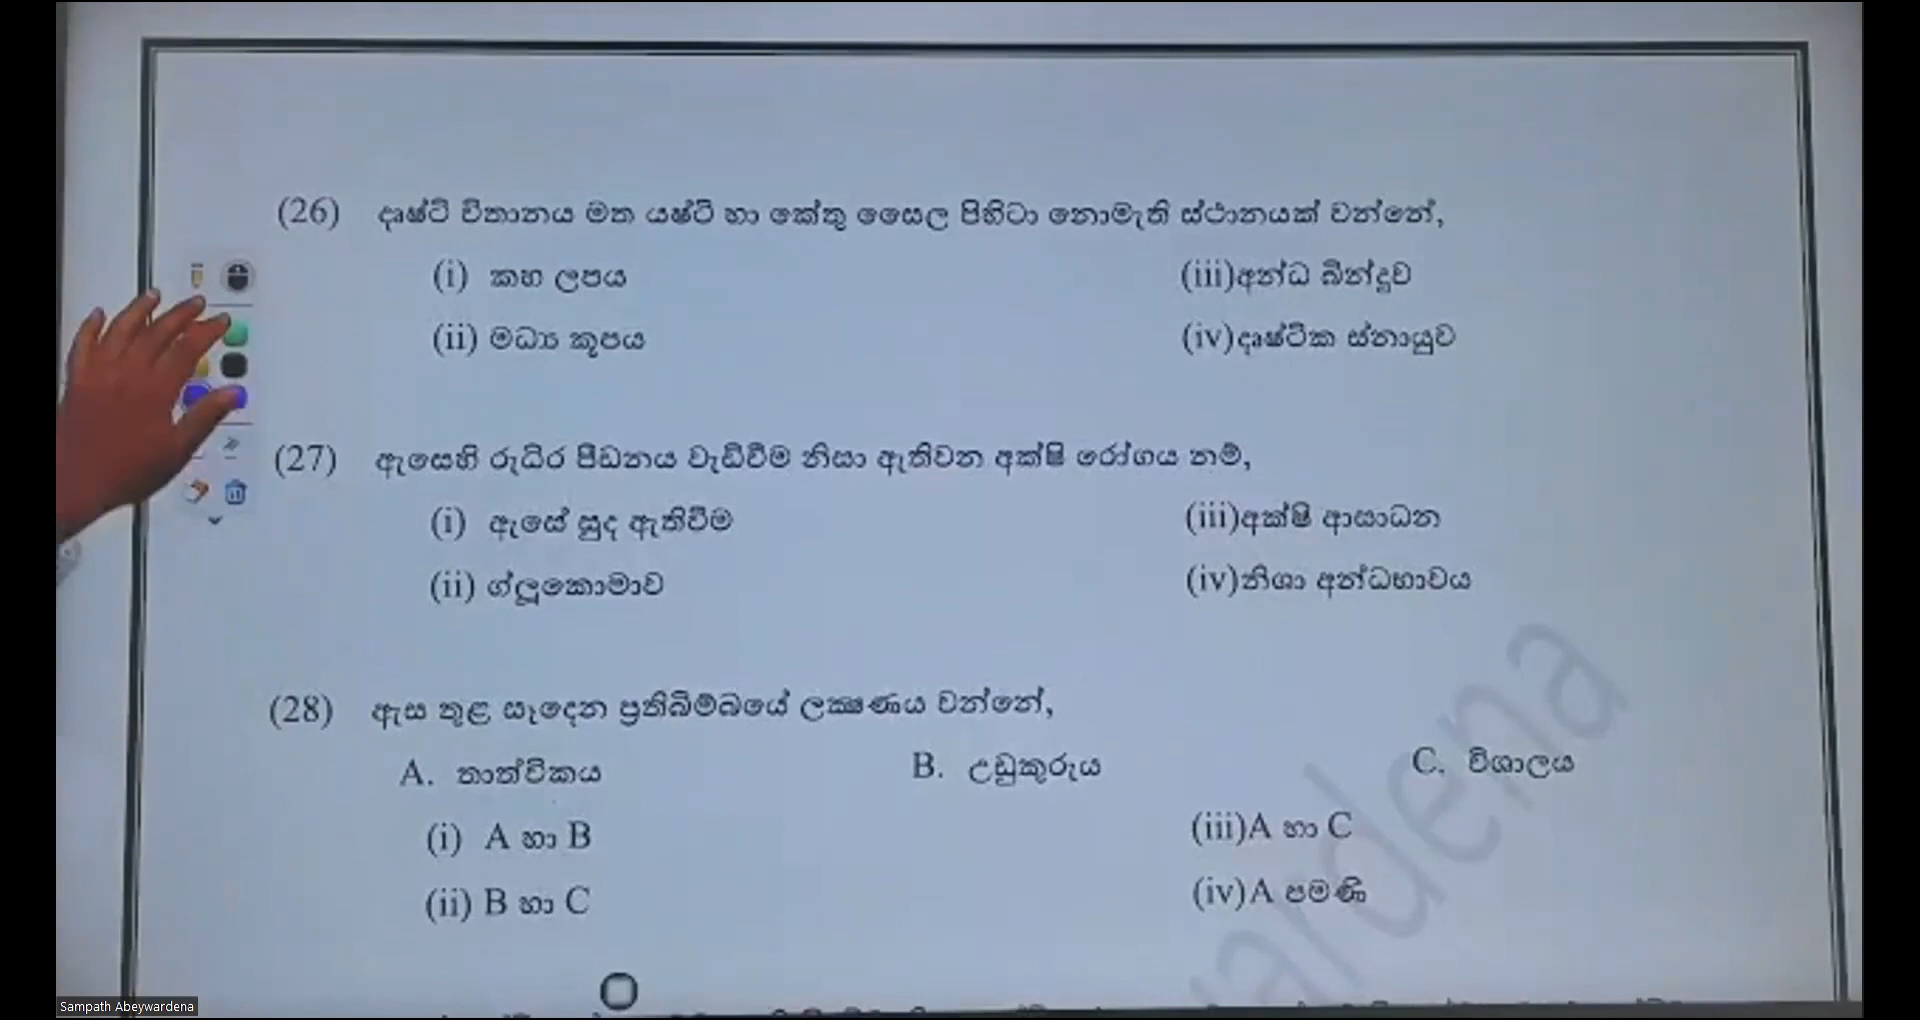 (26) දෘෂ්ටි විතානය මත යෂ්ටි හා කේතු සෛල පිහිටා නොමැති ස්ථානයක් වන්නේ,
(i) කහ ලපය (iii)අන්ධ බින්දුව
(ii) මධ්‍ය කූපය (iv)දෘෂ්ටික ස්නායුව
(27) ඇසෙහි රුධිර පීඩනය වැඩිවීම නිසා ඇතිවන අක්ෂි රෝගය නම්,
(i) ඇසේ සුද ඇතිවීම (iii)අක්ෂි ආසාධන
(ii) ග්ලූකොමාව (iv)නිශා අන්ධභාවය
(28) ඇස තුළ සෑදෙන ප්‍රතිබිම්බයේ ලක්‍ෂණය වන්නේ,
A. තාත්විකය B. උඩුකුරුය C. විශාලය
(i) A හා B (iii)A හා C
(ii) B හා C (iv)A පමණි
wardena
Sampath Abeywardena